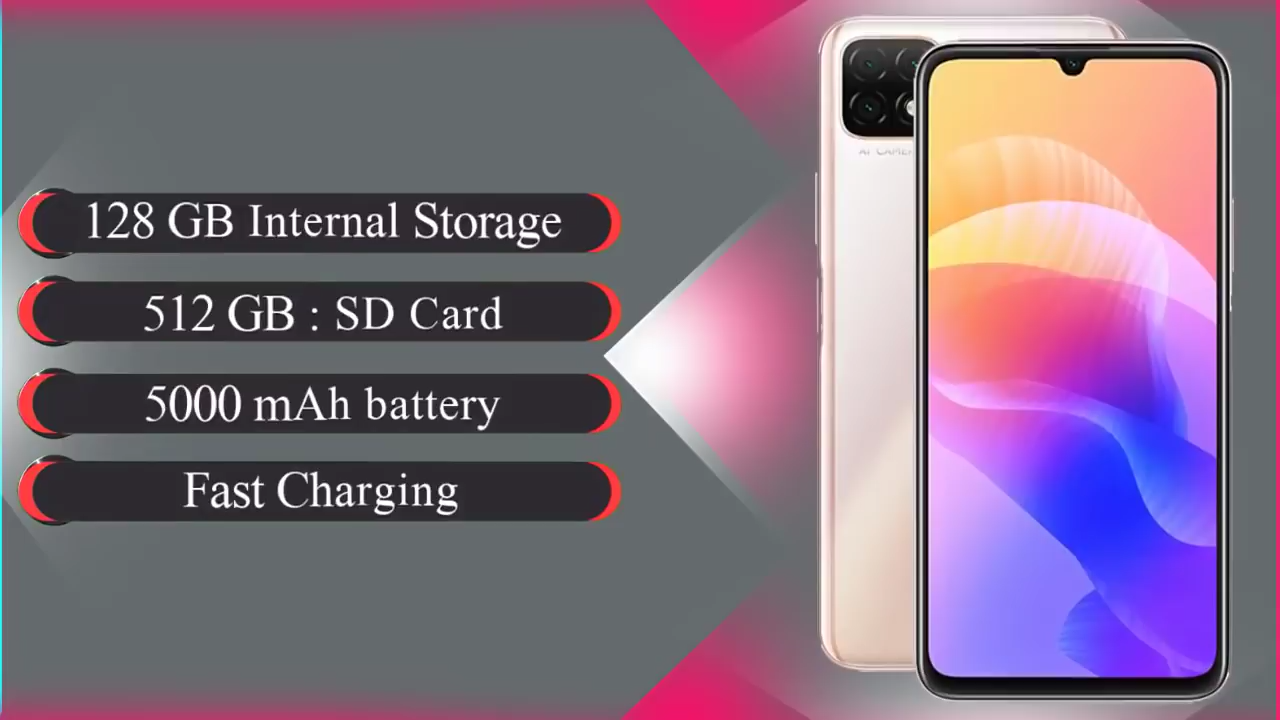 128 GB Internal Storage
512 GB : SD Card
5000 mAh battery
Fast Charging